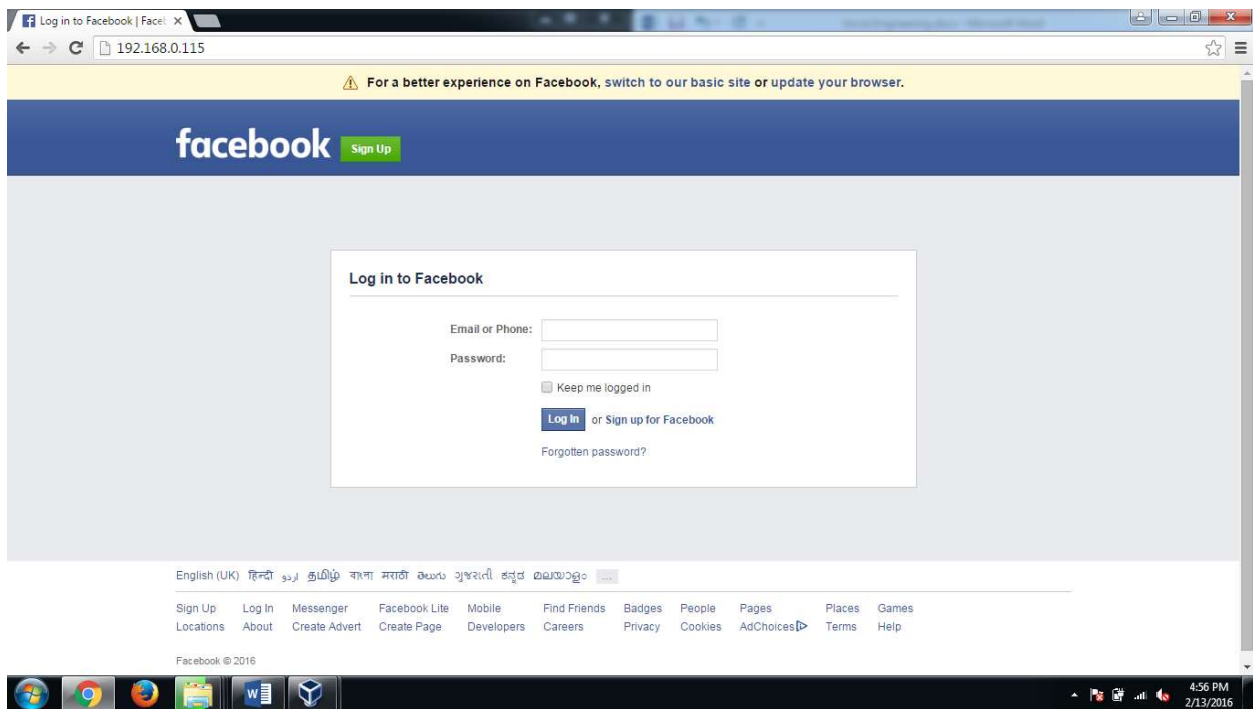 Log in to Facebook | Faceb
192.168.0.115
For a better experience on Facebook, switch to our basic site or update your browser.
facebook Sign Up
Log in to Facebook
Email or Phone:
Password:
Keep me logged in
Log In or Sign up for Facebook
Forgotten password?
English (UK) हिन्दी اردو தமிழ் বাংলা मराठी తెలుగు ગુજરાતી ಕನ್ನಡ മലയാളം ...
Sign Up Log In Messenger Facebook Lite Mobile Find Friends Badges People Pages Places Games
Locations About Create Advert Create Page Developers Careers Privacy Cookies AdChoices Terms Help
Facebook © 2016
4:56 PM
2/13/2016